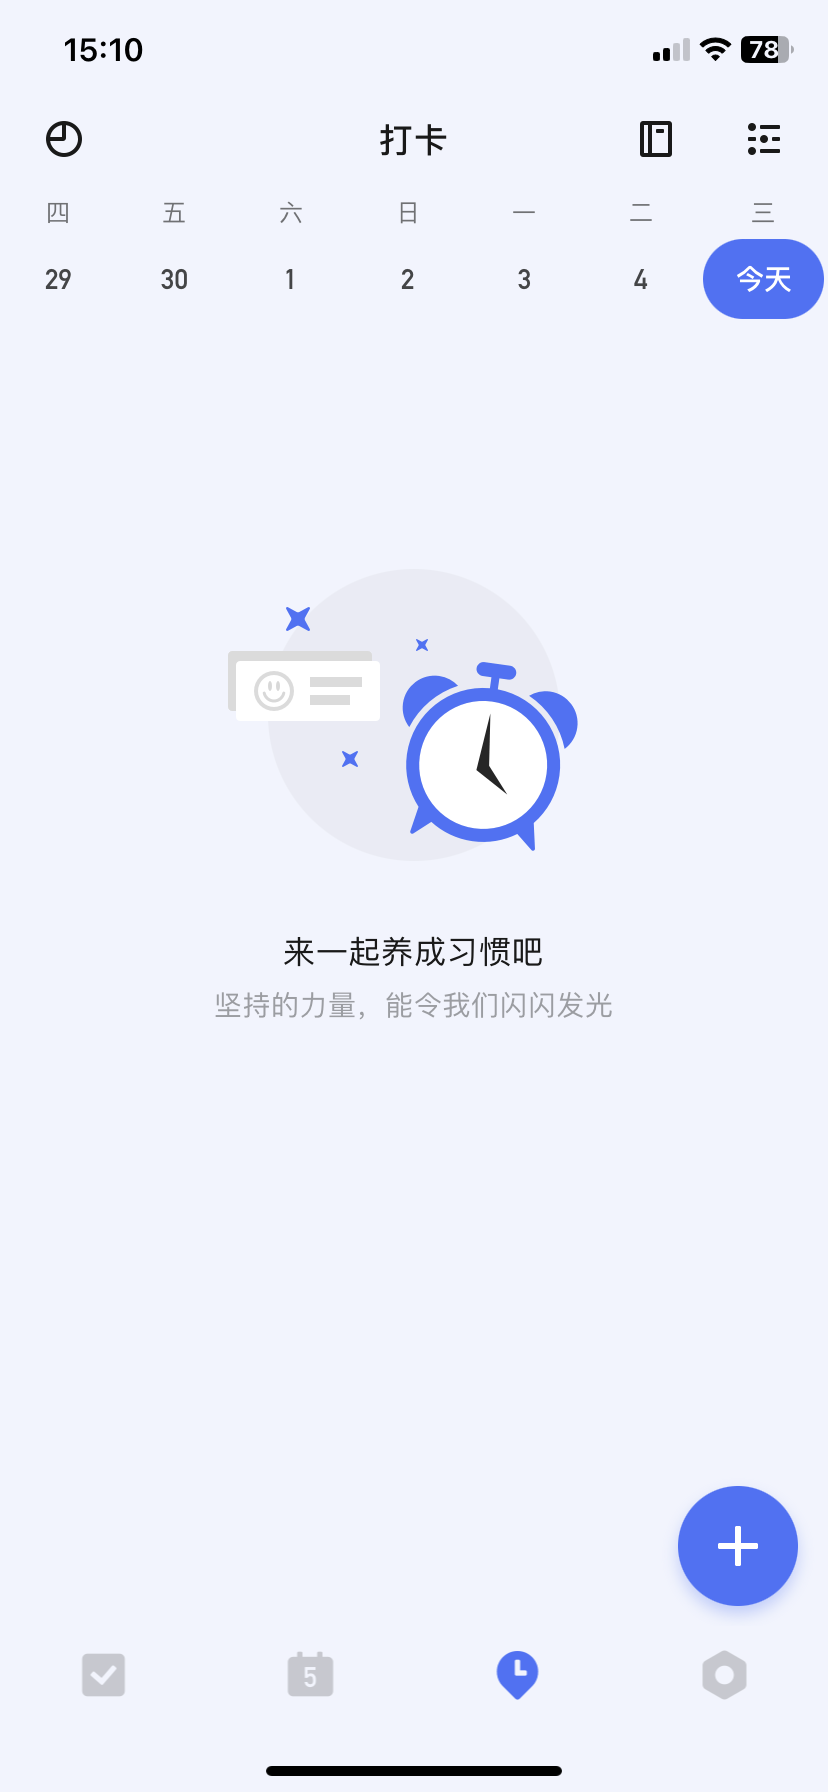 15:10
78
打卡
四 五 六 日 一 二 三
29 30 1 2 3 4 今天
来一起养成习惯吧
坚持的力量，能令我们闪闪发光
5